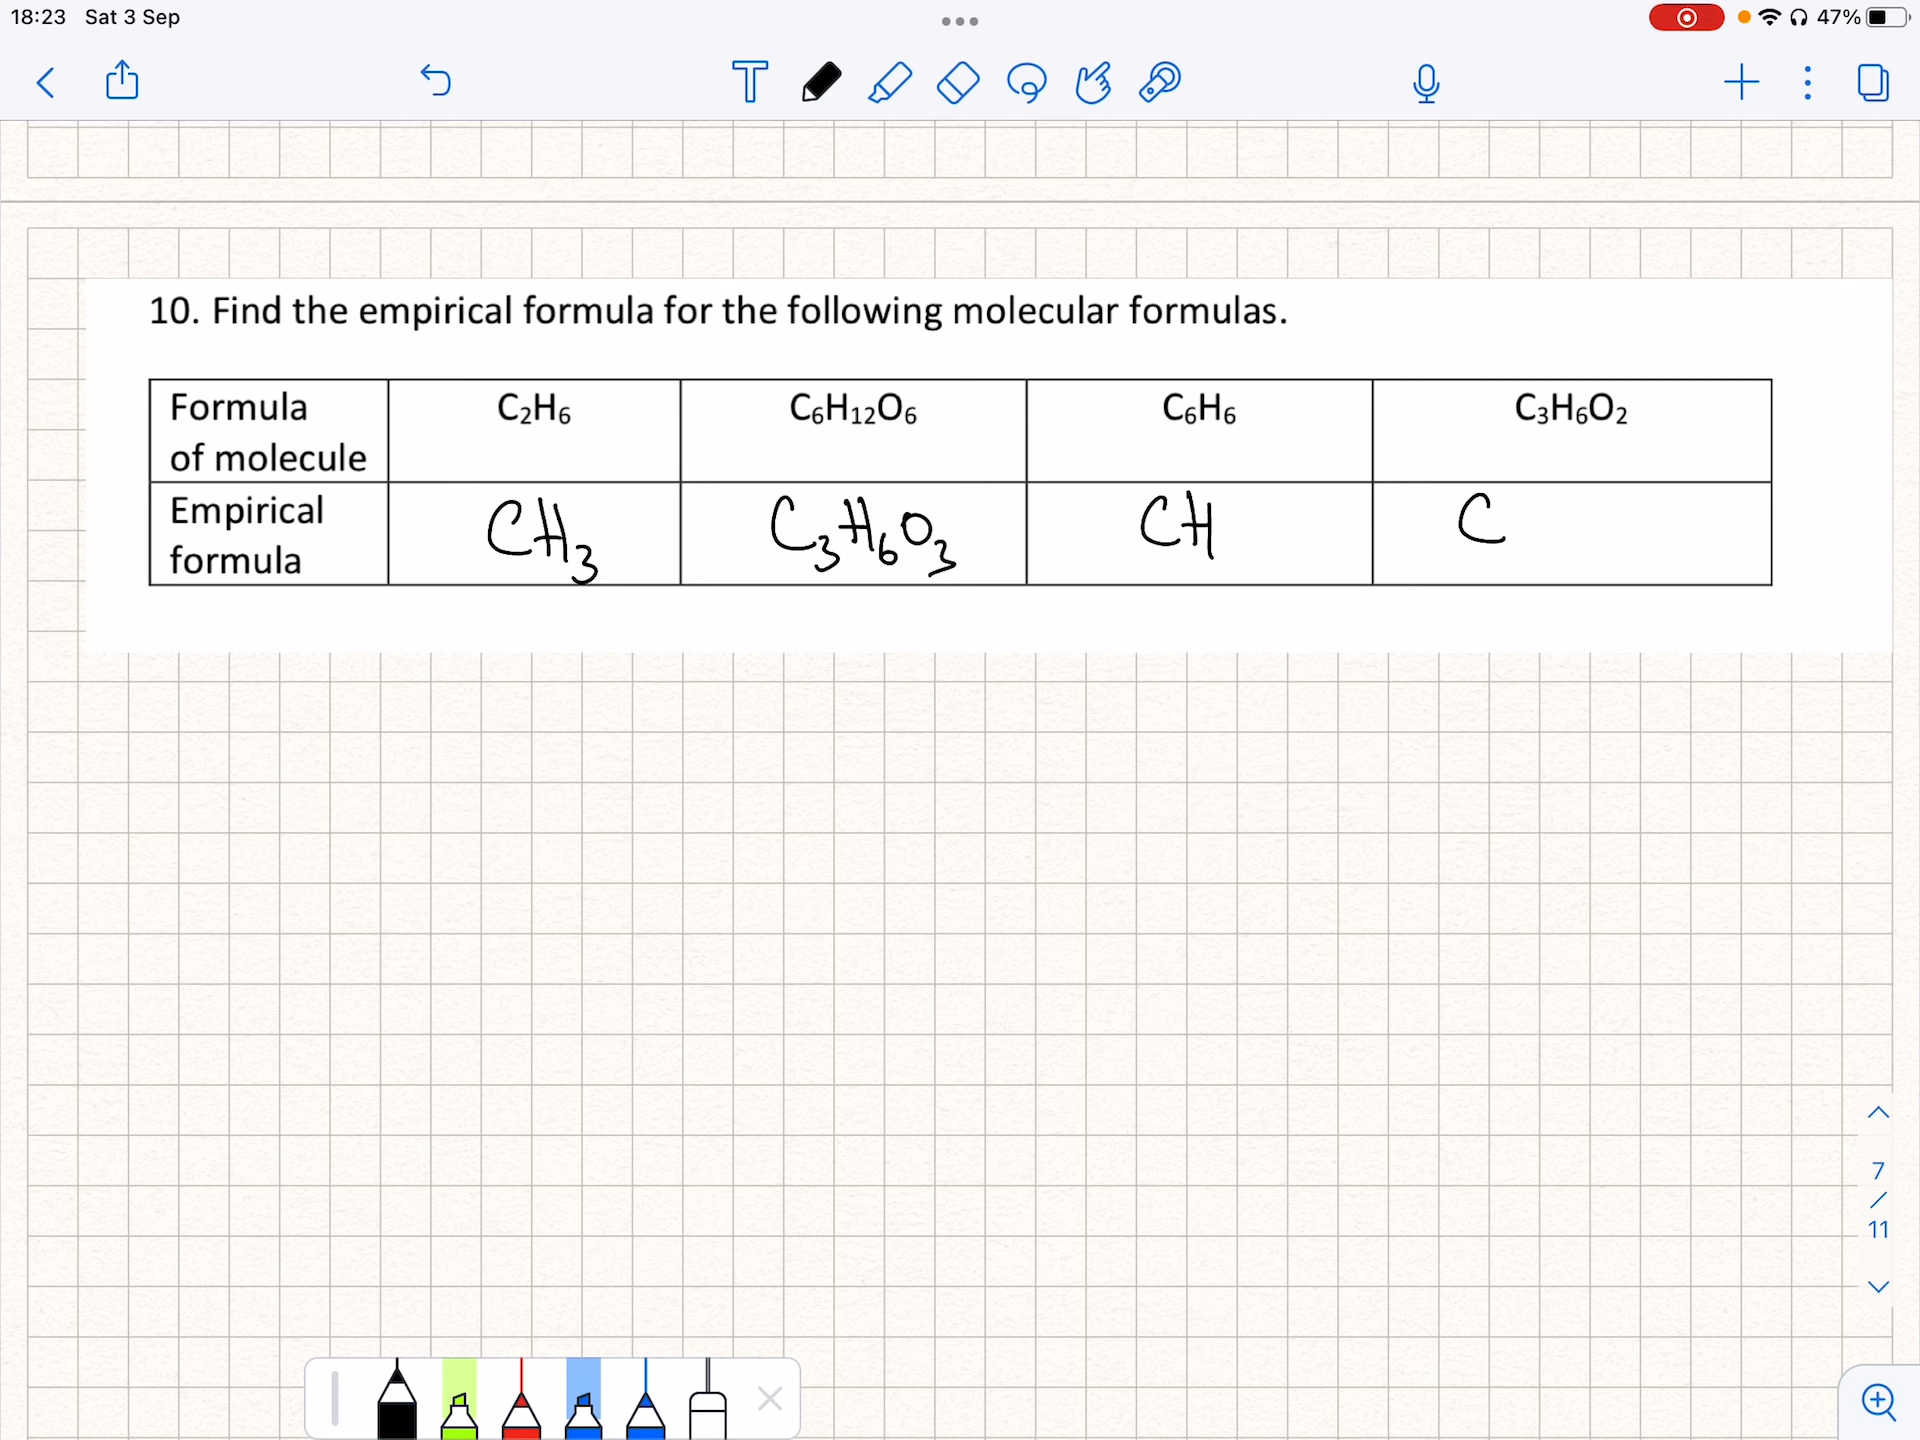 18:23 Sat 3 Sep
47%
T
10. Find the empirical formula for the following molecular formulas.
Formula of molecule C₂H₆ C₆H₁₂O₆ C₆H₆ C₃H₆O₂
Empirical formula CH₃ C₃H₆O₃ CH C
7
/
11